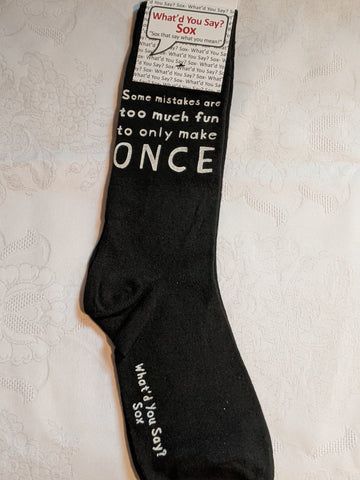 What'd You Say?
Sox
"Sox that say what you mean!"
Some mistakes are
too much fun
to only make
ONCE
What'd You Say?
Sox